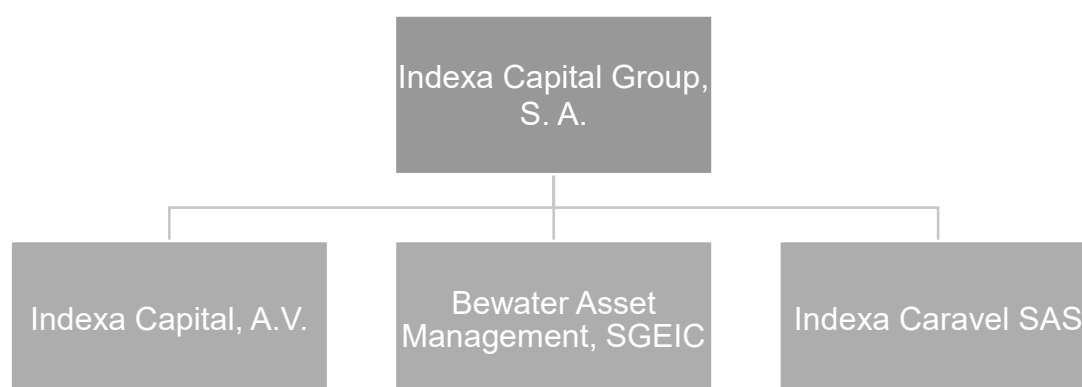 Indexa Capital Group,
S. A.
Indexa Capital, A.V.
Bewater Asset
Management, SGEIC
Indexa Caravel SAS